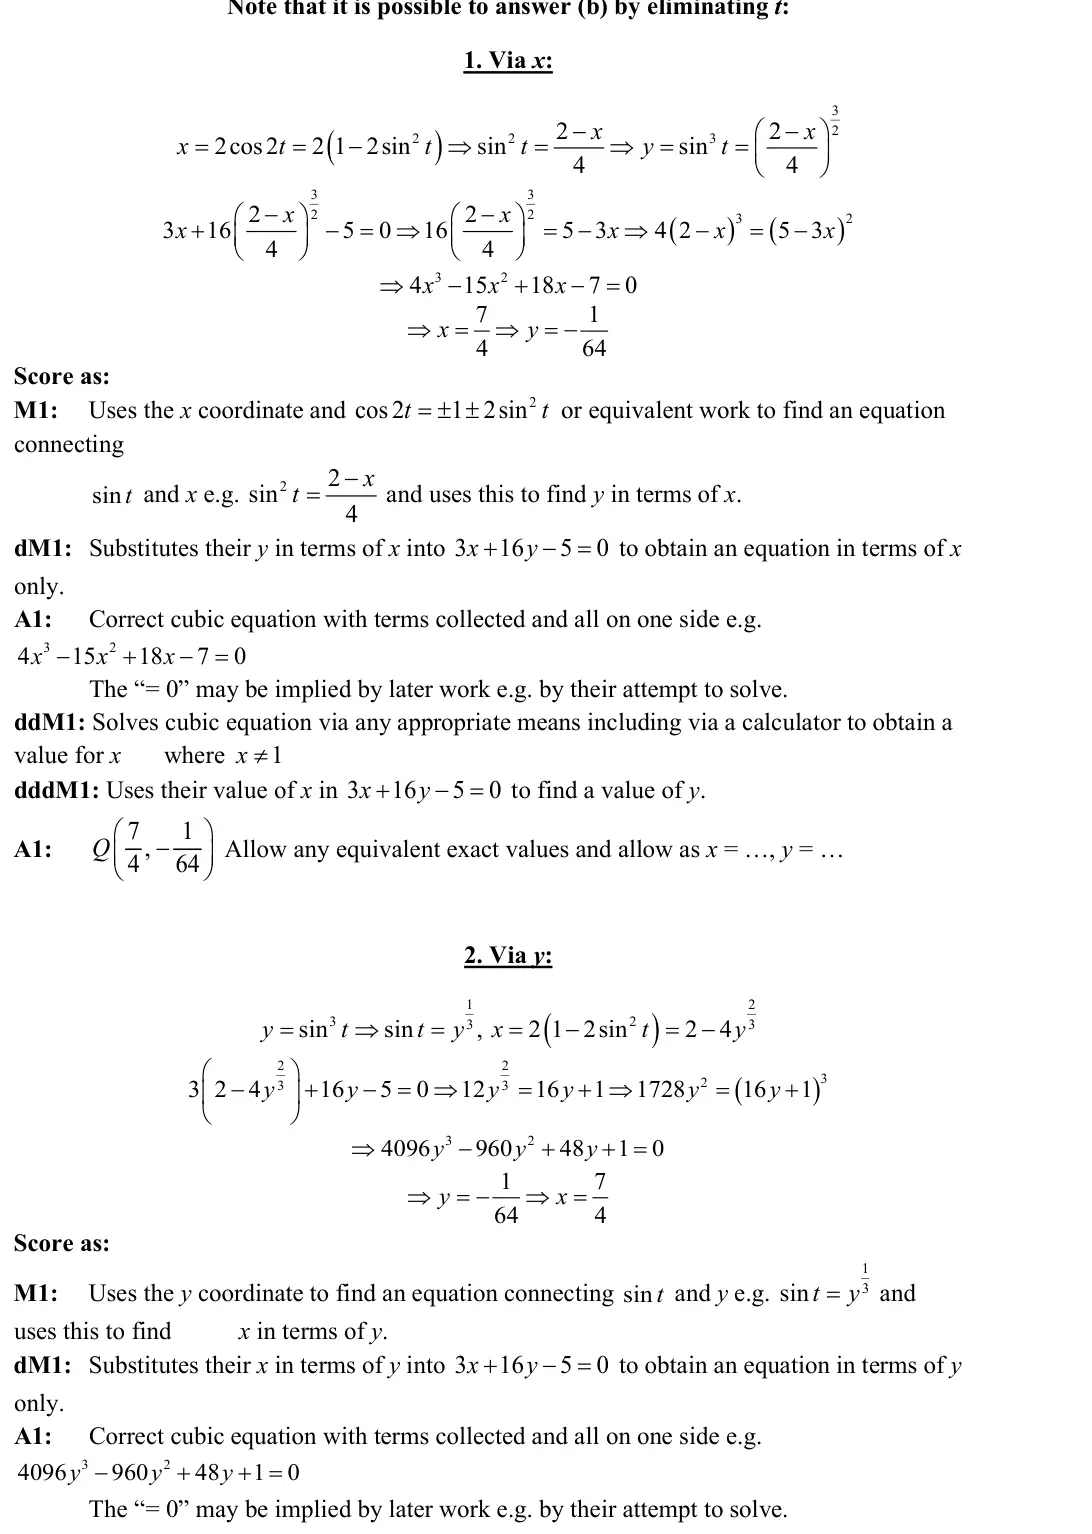 Note that it is possible to answer (b) by eliminating t:
1. Via x:
x = 2cos2t = 2(1 − 2sin² t) ⇒ sin² t = (2 − x)/4 ⇒ y = sin³ t = ((2 − x)/4)^(3/2)
3x + 16((2 − x)/4)^(3/2) − 5 = 0 ⇒ 16((2 − x)/4)^(3/2) = 5 − 3x ⇒ 4(2 − x)³ = (5 − 3x)²
⇒ 4x³ − 15x² + 18x − 7 = 0
⇒ x = 7/4 ⇒ y = −1/64
Score as:
M1: Uses the x coordinate and cos 2t = ±1 ± 2sin² t or equivalent work to find an equation
connecting
sin t and x e.g. sin² t = (2 − x)/4 and uses this to find y in terms of x.
dM1: Substitutes their y in terms of x into 3x + 16y − 5 = 0 to obtain an equation in terms of x
only.
A1: Correct cubic equation with terms collected and all on one side e.g.
4x³ − 15x² + 18x − 7 = 0
The “= 0” may be implied by later work e.g. by their attempt to solve.
ddM1: Solves cubic equation via any appropriate means including via a calculator to obtain a
value for x where x ≠ 1
dddM1: Uses their value of x in 3x + 16y − 5 = 0 to find a value of y.
A1: Q(7/4, −1/64) Allow any equivalent exact values and allow as x = …, y = …
2. Via y:
y = sin³ t ⇒ sin t = y^(1/3), x = 2(1 − 2sin² t) = 2 − 4y^(2/3)
3(2 − 4y^(2/3)) + 16y − 5 = 0 ⇒ 12y^(2/3) = 16y + 1 ⇒ 1728y² = (16y + 1)³
⇒ 4096y³ − 960y² + 48y + 1 = 0
⇒ y = −1/64 ⇒ x = 7/4
Score as:
M1: Uses the y coordinate to find an equation connecting sin t and y e.g. sin t = y^(1/3) and
uses this to find x in terms of y.
dM1: Substitutes their x in terms of y into 3x + 16y − 5 = 0 to obtain an equation in terms of y
only.
A1: Correct cubic equation with terms collected and all on one side e.g.
4096y³ − 960y² + 48y + 1 = 0
The “= 0” may be implied by later work e.g. by their attempt to solve.